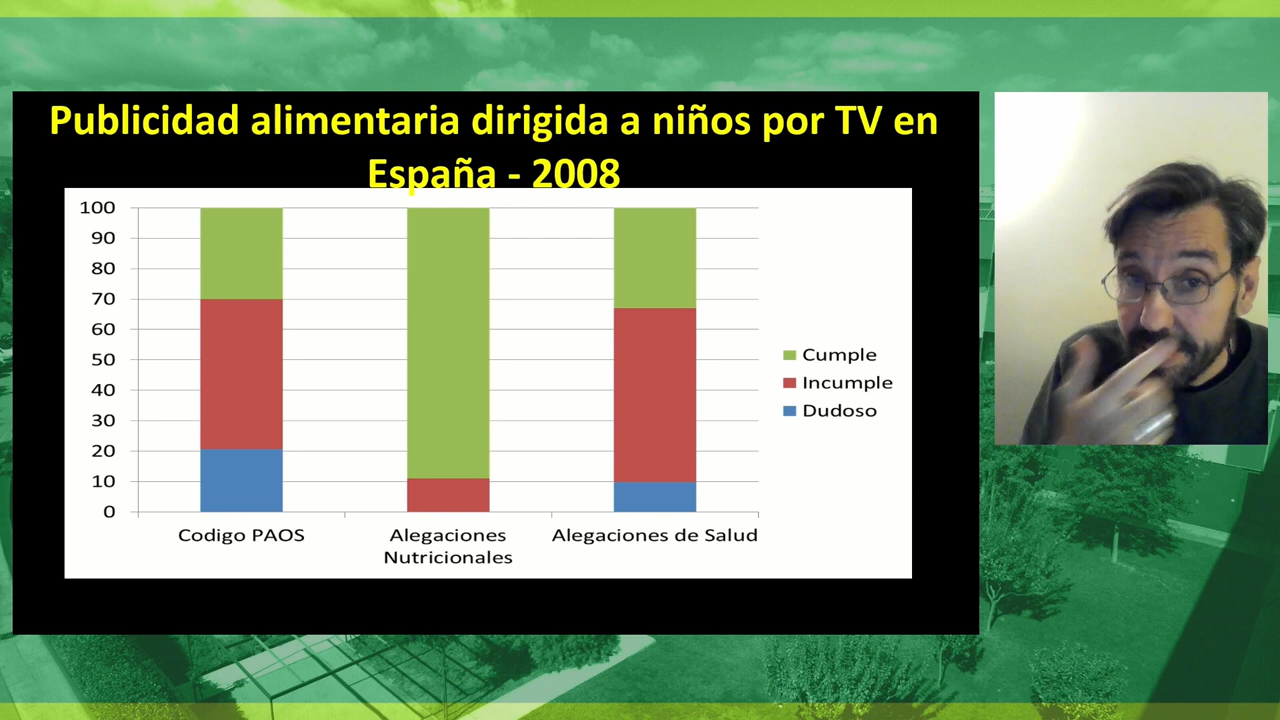 Publicidad alimentaria dirigida a niños por TV en
España - 2008
100
90
80
70
60
50
40
30
20
10
0
Codigo PAOS
Alegaciones
Nutricionales
Alegaciones de Salud
Cumple
Incumple
Dudoso